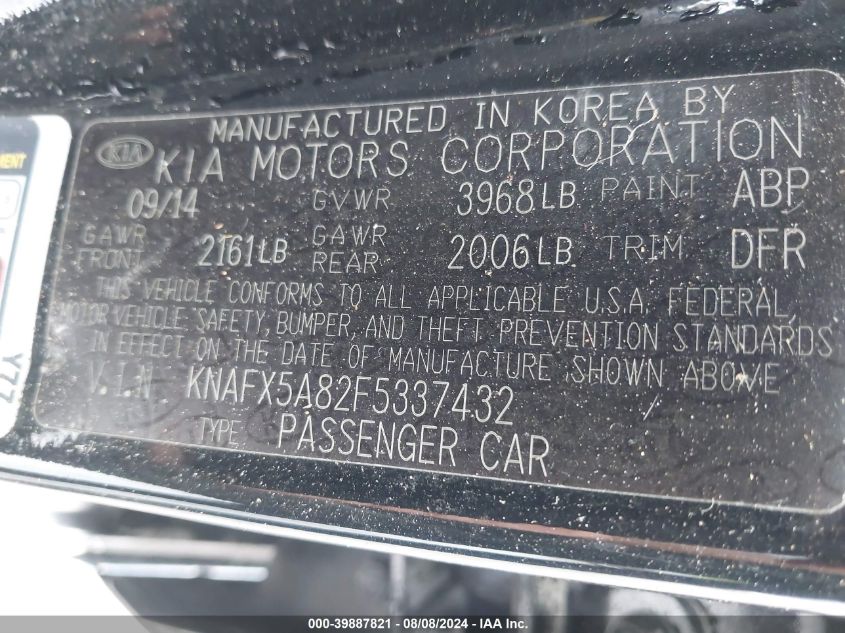 MANUFACTURED IN KOREA BY
KIA KIA MOTORS CORPORATION
09/14 GVWR 3968LB PAINT ABP
GAWR FRONT 2161LB GAWR REAR 2006LB TRIM DFR
THIS VEHICLE CONFORMS TO ALL APPLICABLE U.S.A. FEDERAL
MOTOR VEHICLE SAFETY, BUMPER, AND THEFT PREVENTION STANDARDS
IN EFFECT ON THE DATE OF MANUFACTURE SHOWN ABOVE
V.I.N KNAFX5A82F5337432
TYPE PASSENGER CAR
000-39887821 - 08/08/2024 - IAA Inc.